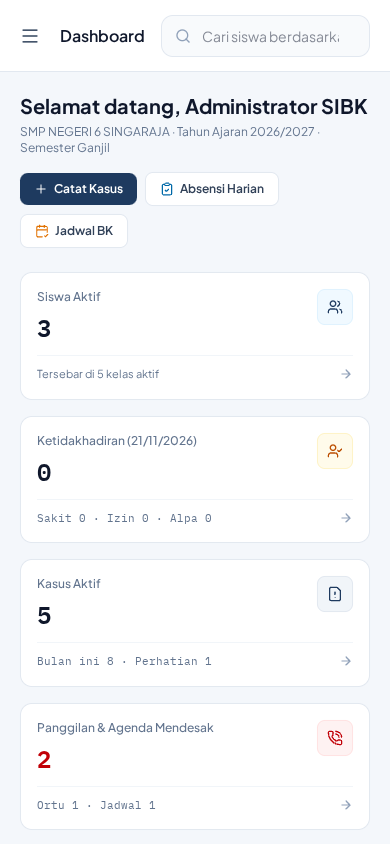 Dashboard
Cari siswa berdasarka
Selamat datang, Administrator SIBK
SMP NEGERI 6 SINGARAJA · Tahun Ajaran 2026/2027 ·
Semester Ganjil
Catat Kasus
Absensi Harian
Jadwal BK
Siswa Aktif
3
Tersebar di 5 kelas aktif
Ketidakhadiran (21/11/2026)
0
Sakit 0 · Izin 0 · Alpa 0
Kasus Aktif
5
Bulan ini 8 · Perhatian 1
Panggilan & Agenda Mendesak
2
Ortu 1 · Jadwal 1